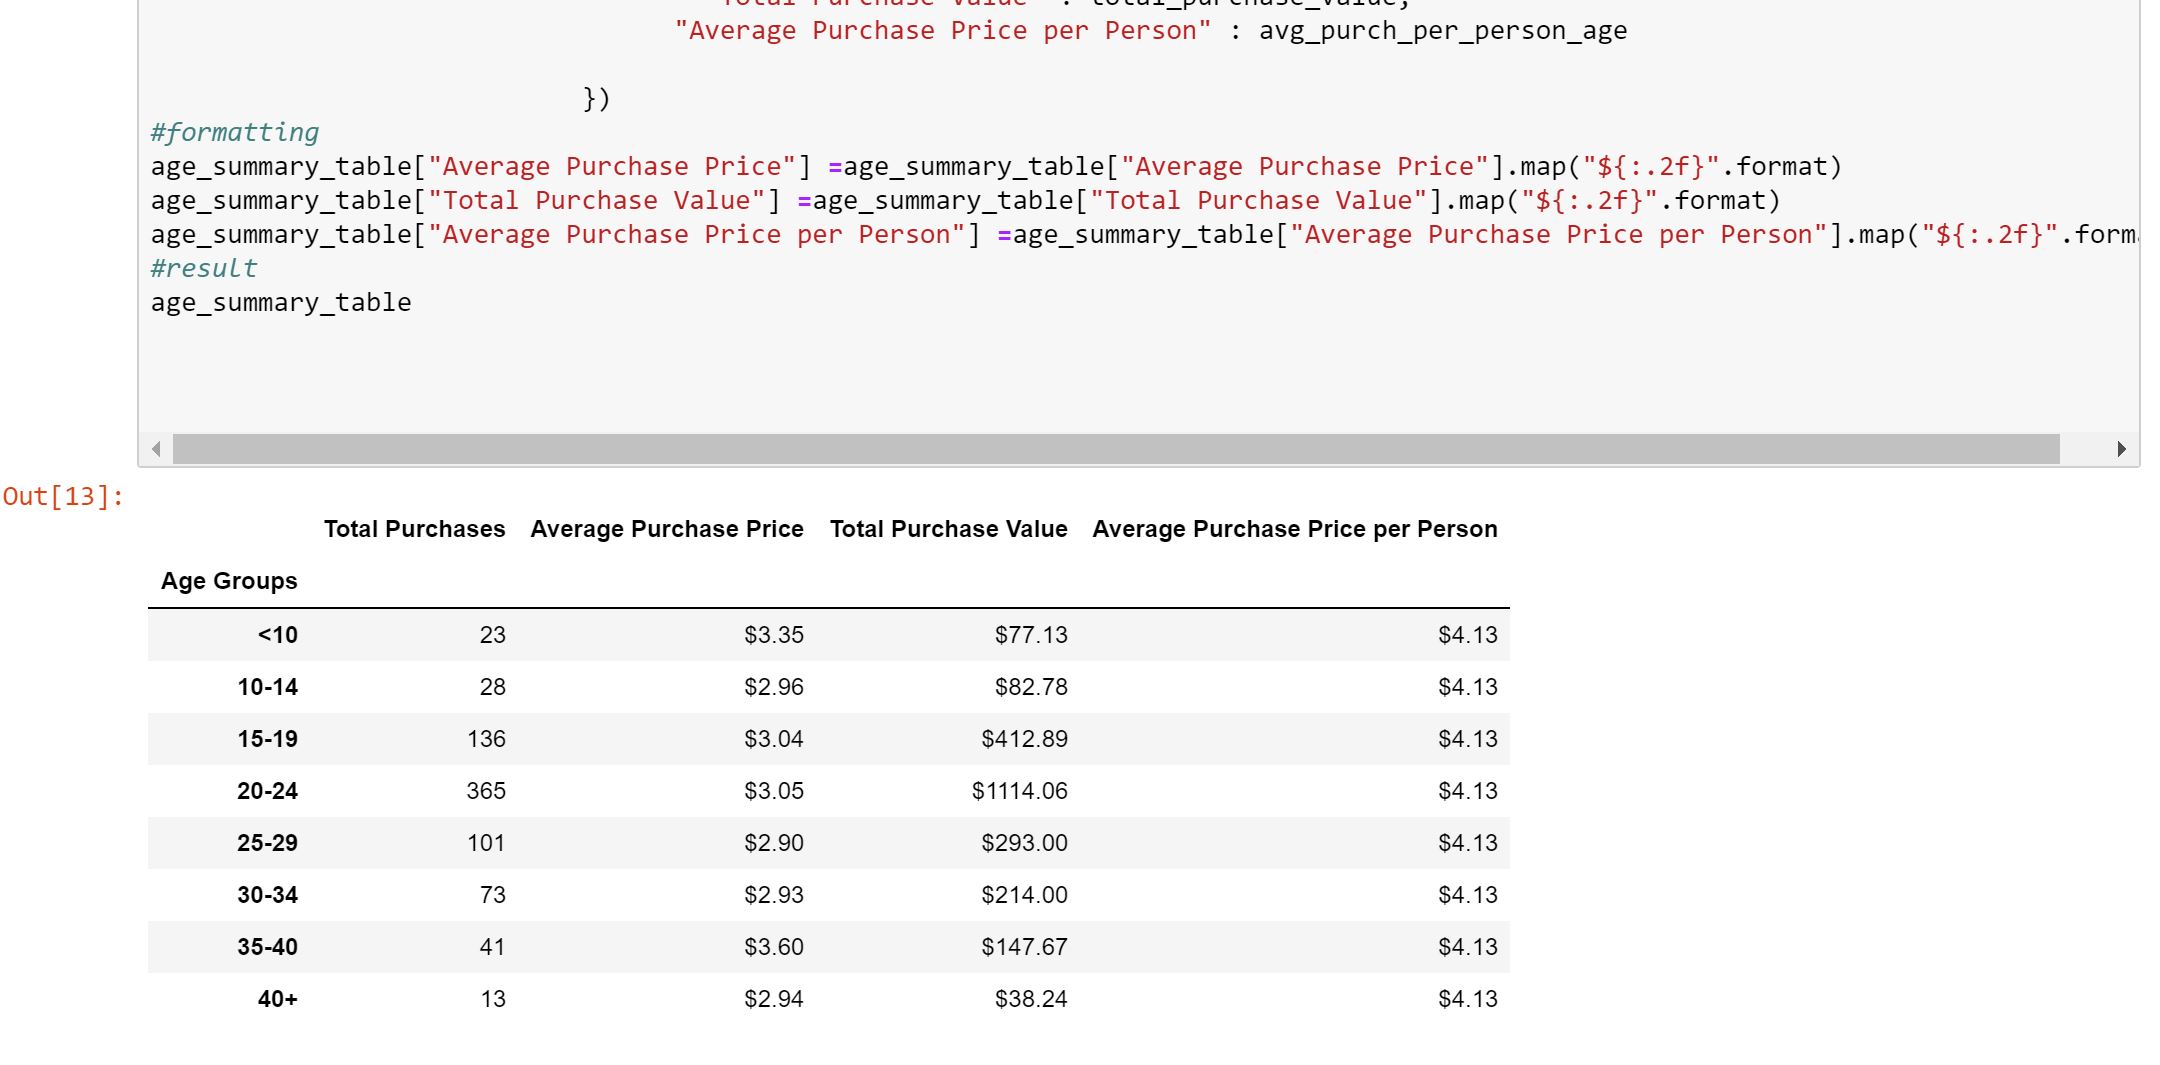 "Total Purchase Value" : total_purchase_value,
"Average Purchase Price per Person" : avg_purch_per_person_age
})
#formatting
age_summary_table["Average Purchase Price"] =age_summary_table["Average Purchase Price"].map("${:.2f}".format)
age_summary_table["Total Purchase Value"] =age_summary_table["Total Purchase Value"].map("${:.2f}".format)
age_summary_table["Average Purchase Price per Person"] =age_summary_table["Average Purchase Price per Person"].map("${:.2f}".form
#result
age_summary_table
Out[13]:
Total Purchases Average Purchase Price Total Purchase Value Average Purchase Price per Person
Age Groups
<10 23 $3.35 $77.13 $4.13
10-14 28 $2.96 $82.78 $4.13
15-19 136 $3.04 $412.89 $4.13
20-24 365 $3.05 $1114.06 $4.13
25-29 101 $2.90 $293.00 $4.13
30-34 73 $2.93 $214.00 $4.13
35-40 41 $3.60 $147.67 $4.13
40+ 13 $2.94 $38.24 $4.13